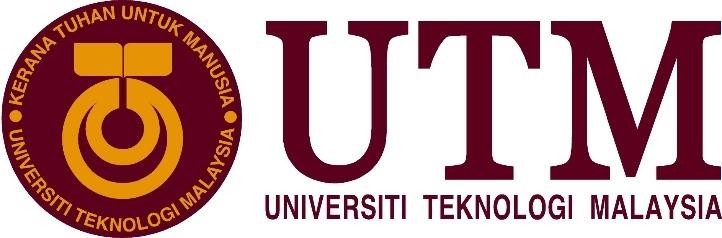 • KERANA TUHAN UNTUK MANUSIA •
UNIVERSITI TEKNOLOGI MALAYSIA
UTM
UNIVERSITI TEKNOLOGI MALAYSIA